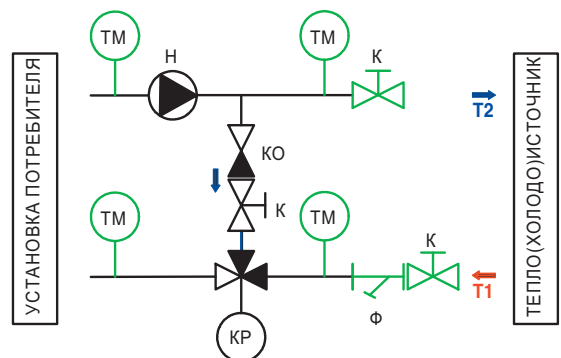 УСТАНОВКА ПОТРЕБИТЕЛЯ
ТМ
Н
ТМ
К
Т2
КО
К
ТМ
ТМ
К
Т1
Ф
КР
ТЕПЛО(ХОЛОДО)ИСТОЧНИК